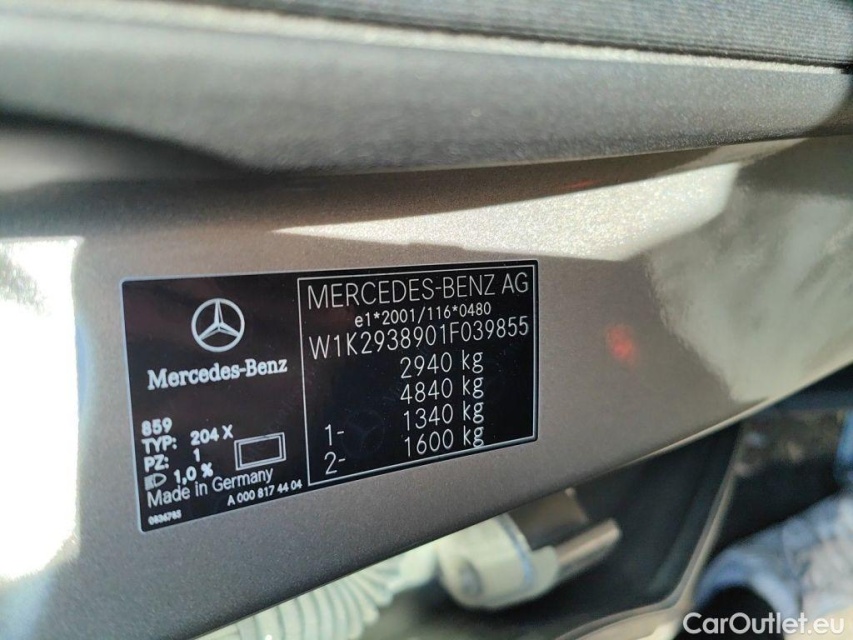 Mercedes-Benz
859
TYP: 204 X
PZ: 1
1,0 %
Made in Germany
A 000 817 44 04
MERCEDES-BENZ AG
e1*2001/116*0480
W1K2938901F039855
2940 kg
4840 kg
1- 1340 kg
2- 1600 kg
CarOutlet.eu